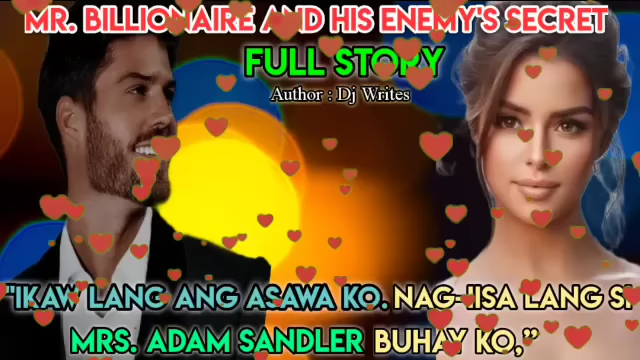 MR. BILLIONAIRE AND HIS ENEMY'S SECRET
FULL STORY
Author : Dj Writes
"IKAW LANG ANG ASAWA KO. NAG-IISA LANG SI
MRS. ADAM SANDLER BUHAY KO,"